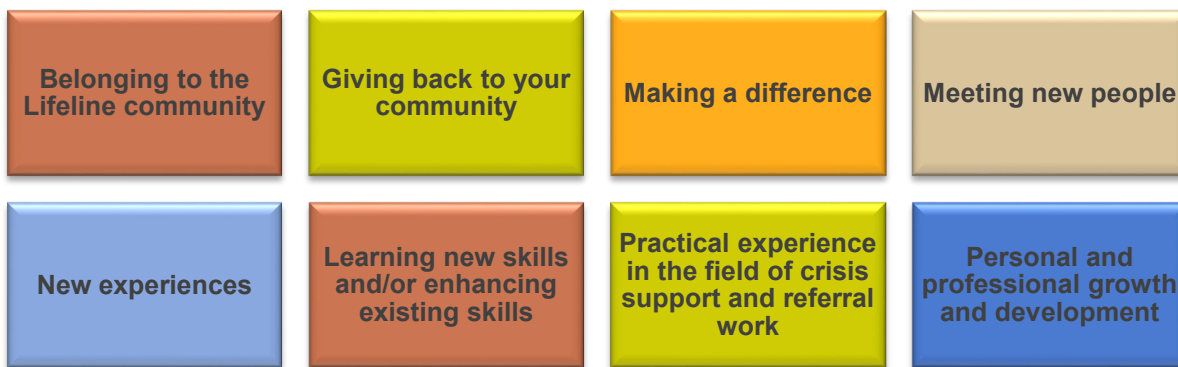 Belonging to the
Lifeline community
Giving back to your
community
Making a difference
Meeting new people
New experiences
Learning new skills
and/or enhancing
existing skills
Practical experience
in the field of crisis
support and referral
work
Personal and
professional growth
and development